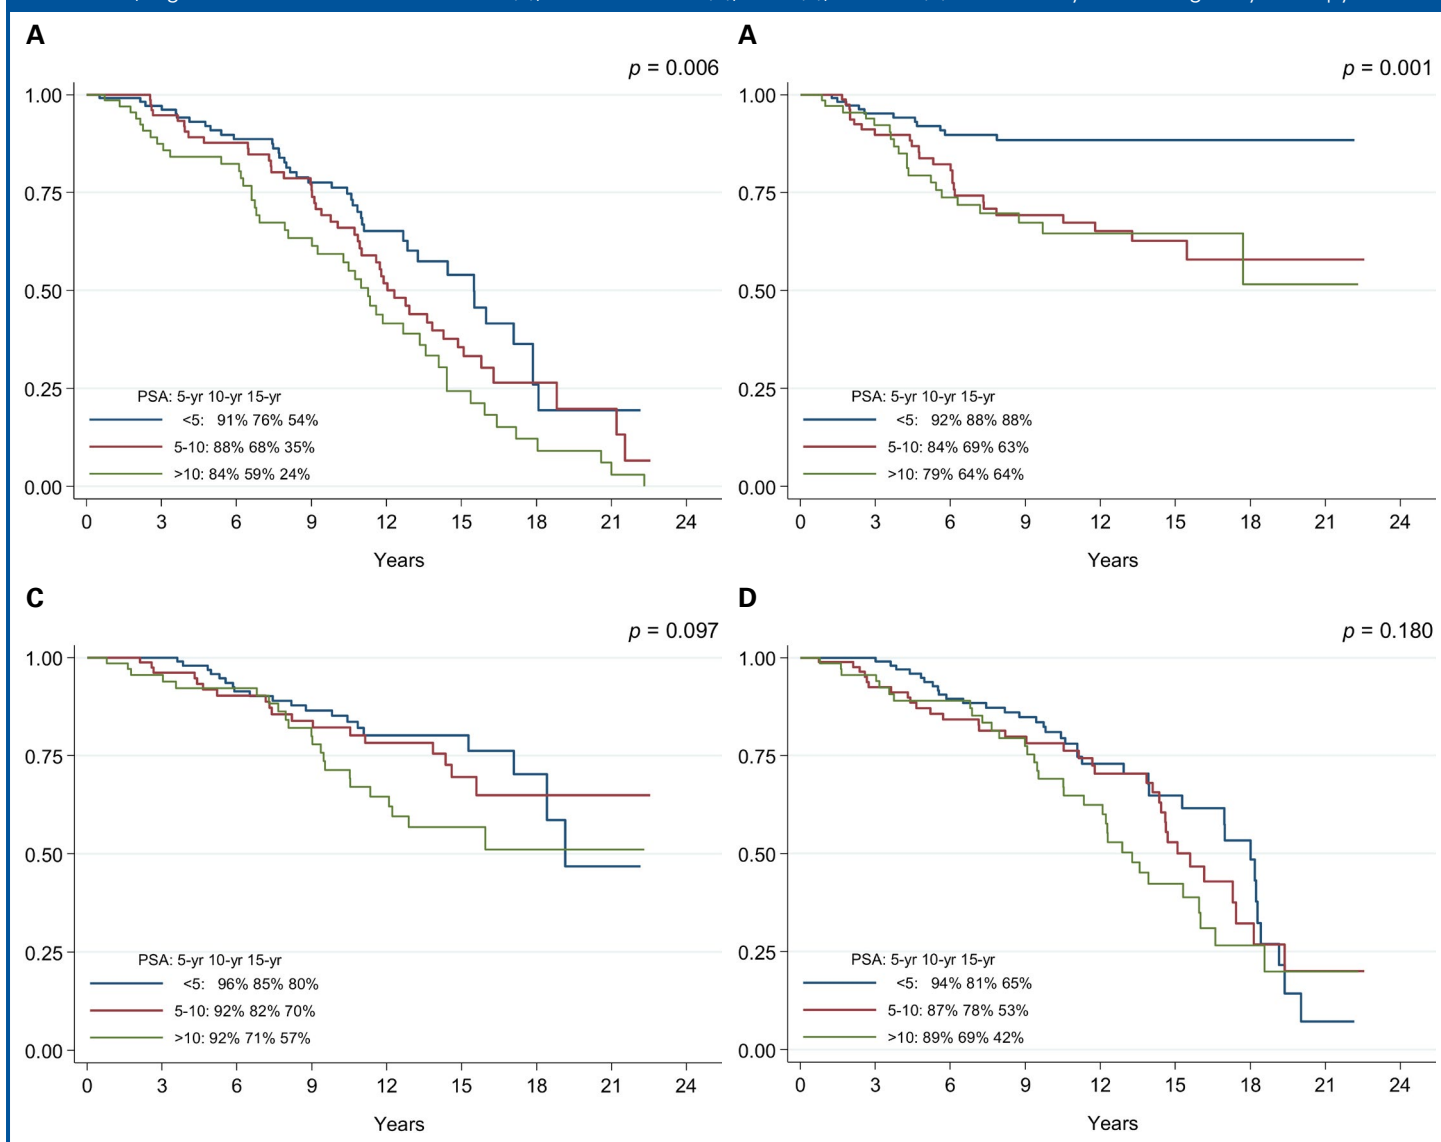 A
p = 0.006
1.00
0.75
0.50
0.25
0.00
PSA: 5-yr 10-yr 15-yr
<5: 91% 76% 54%
5-10: 88% 68% 35%
>10: 84% 59% 24%
0 3 6 9 12 15 18 21 24
Years
A
p = 0.001
1.00
0.75
0.50
0.25
0.00
PSA: 5-yr 10-yr 15-yr
<5: 92% 88% 88%
5-10: 84% 69% 63%
>10: 79% 64% 64%
0 3 6 9 12 15 18 21 24
Years
C
p = 0.097
1.00
0.75
0.50
0.25
0.00
PSA: 5-yr 10-yr 15-yr
<5: 96% 85% 80%
5-10: 92% 82% 70%
>10: 92% 71% 57%
0 3 6 9 12 15 18 21 24
Years
D
p = 0.180
1.00
0.75
0.50
0.25
0.00
PSA: 5-yr 10-yr 15-yr
<5: 94% 81% 65%
5-10: 87% 78% 53%
>10: 89% 69% 42%
0 3 6 9 12 15 18 21 24
Years